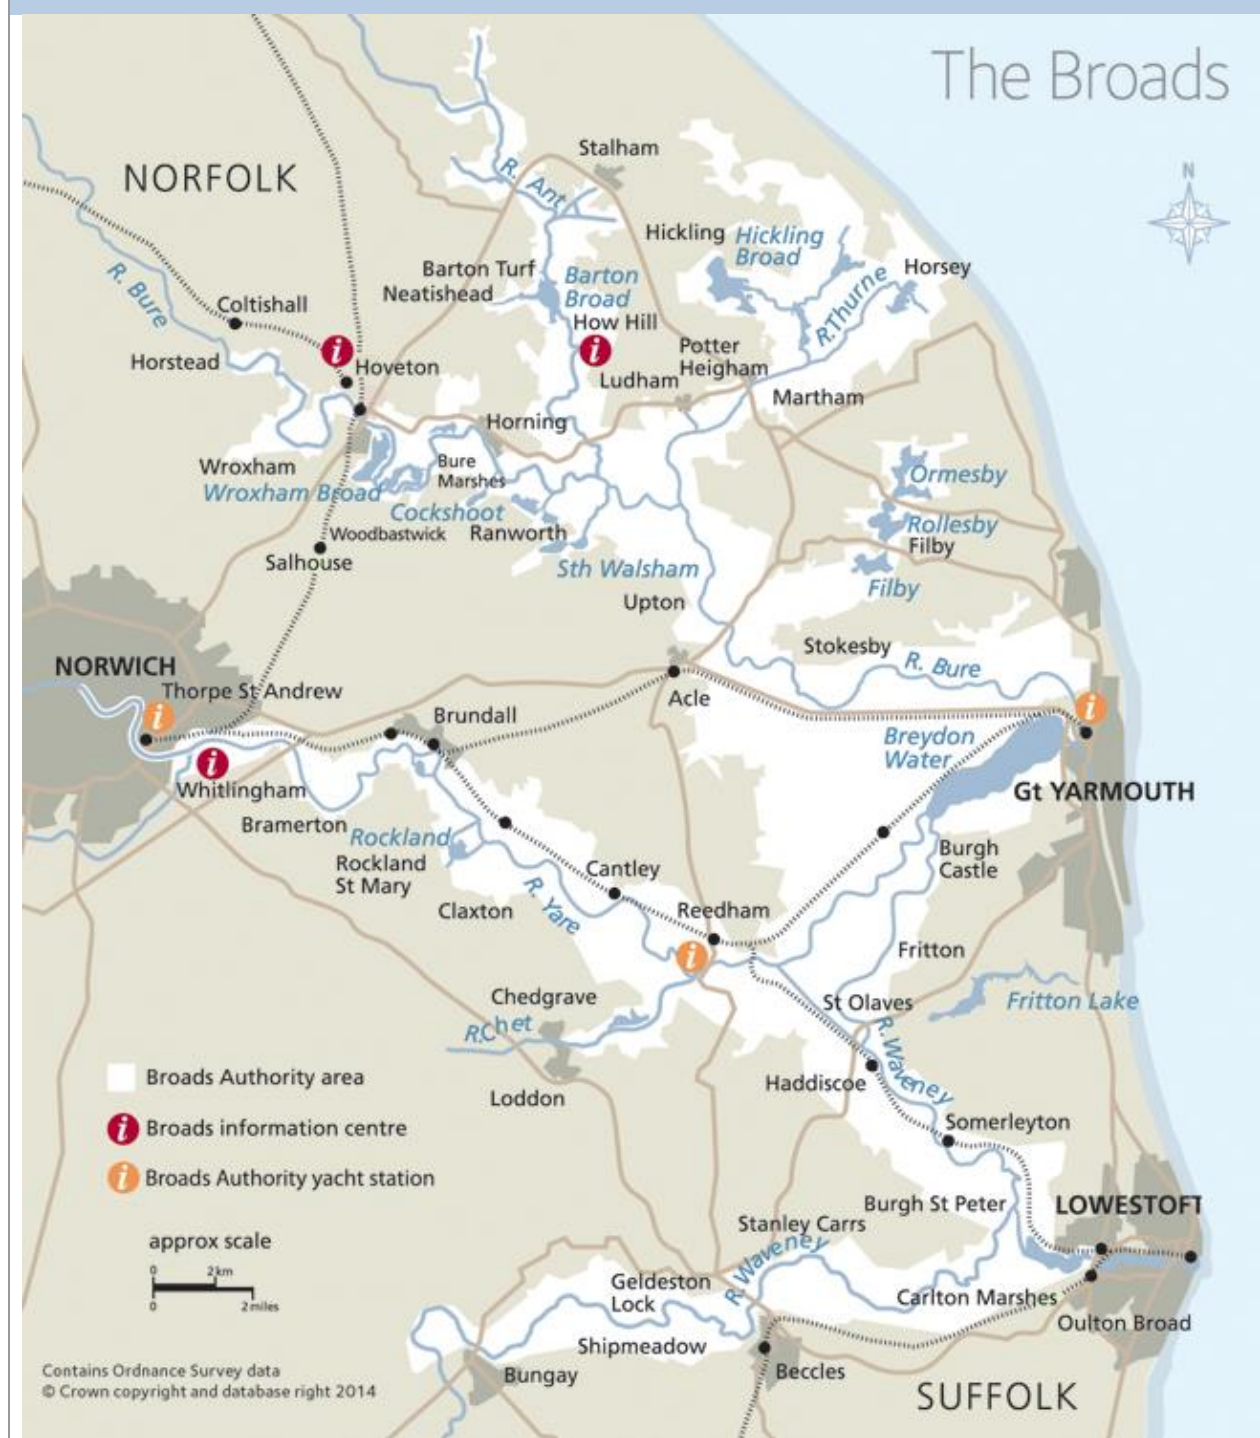 The Broads
N
NORFOLK
Stalham
R. Ant
Hickling
Hickling
Broad
Barton Turf
Neatishead
Barton
Broad
Horsey
R. Thurne
R. Bure
Coltishall
How Hill
Horstead
Hoveton
Ludham
Potter
Heigham
Martham
Horning
Wroxham
Wroxham Broad
Bure
Marshes
Cockshoot
Ranworth
Woodbastwick
Salhouse
Ormesby
Rollesby
Filby
Filby
Sth Walsham
Upton
Stokesby
R. Bure
NORWICH
Thorpe St Andrew
Acle
Brundall
Breydon
Water
Gt YARMOUTH
Whitlingham
Bramerton
Rockland
Rockland
St Mary
Cantley
Burgh
Castle
Claxton
R. Yare
Reedham
Fritton
Chedgrave
St Olaves
Fritton Lake
R.Chet
R. Waveney
Loddon
Haddiscoe
Somerleyton
Broads Authority area
i Broads information centre
i Broads Authority yacht station
Burgh St Peter
LOWESTOFT
Stanley Carrs
R. Waveney
approx scale
0 2km
0 2miles
Geldeston
Lock
Carlton Marshes
Oulton Broad
Shipmeadow
Bungay
Beccles
SUFFOLK
Contains Ordnance Survey data
© Crown copyright and database right 2014